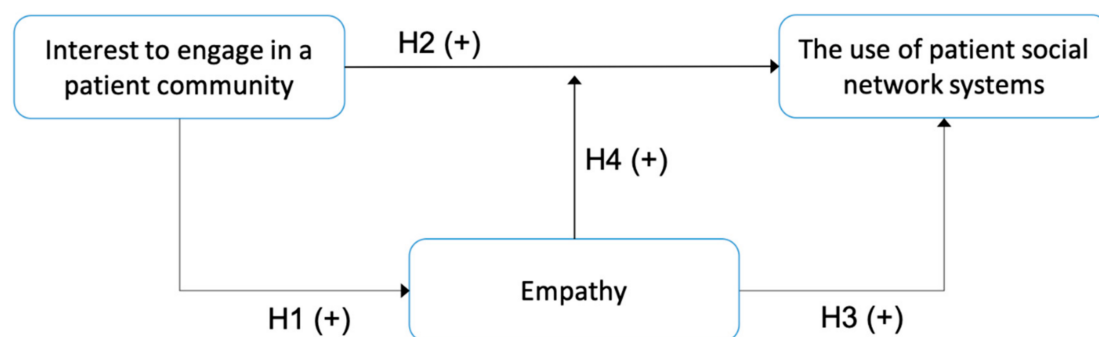 Interest to engage in a
patient community
H2 (+)
The use of patient social
network systems
H4 (+)
Empathy
H1 (+)
H3 (+)